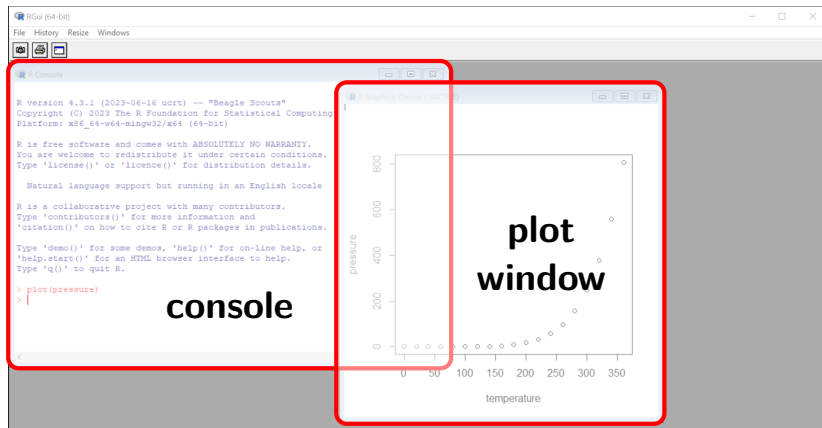 RGui (64-bit)
File History Resize Windows
R Console
R version 4.3.1 (2023-06-16 ucrt) -- "Beagle Scouts"
Copyright (C) 2023 The R Foundation for Statistical Computing
Platform: x86_64-w64-mingw32/x64 (64-bit)
R is free software and comes with ABSOLUTELY NO WARRANTY.
You are welcome to redistribute it under certain conditions.
Type 'license()' or 'licence()' for distribution details.
Natural language support but running in an English locale
R is a collaborative project with many contributors.
Type 'contributors()' for more information and
'citation()' on how to cite R or R packages in publications.
Type 'demo()' for some demos, 'help()' for on-line help, or
'help.start()' for an HTML browser interface to help.
Type 'q()' to quit R.
> plot(pressure)
>
console
R Graphics: Device 2 (ACTIVE)
800
600
400
200
0
pressure
plot
window
0 50 100 150 200 250 300 350
temperature